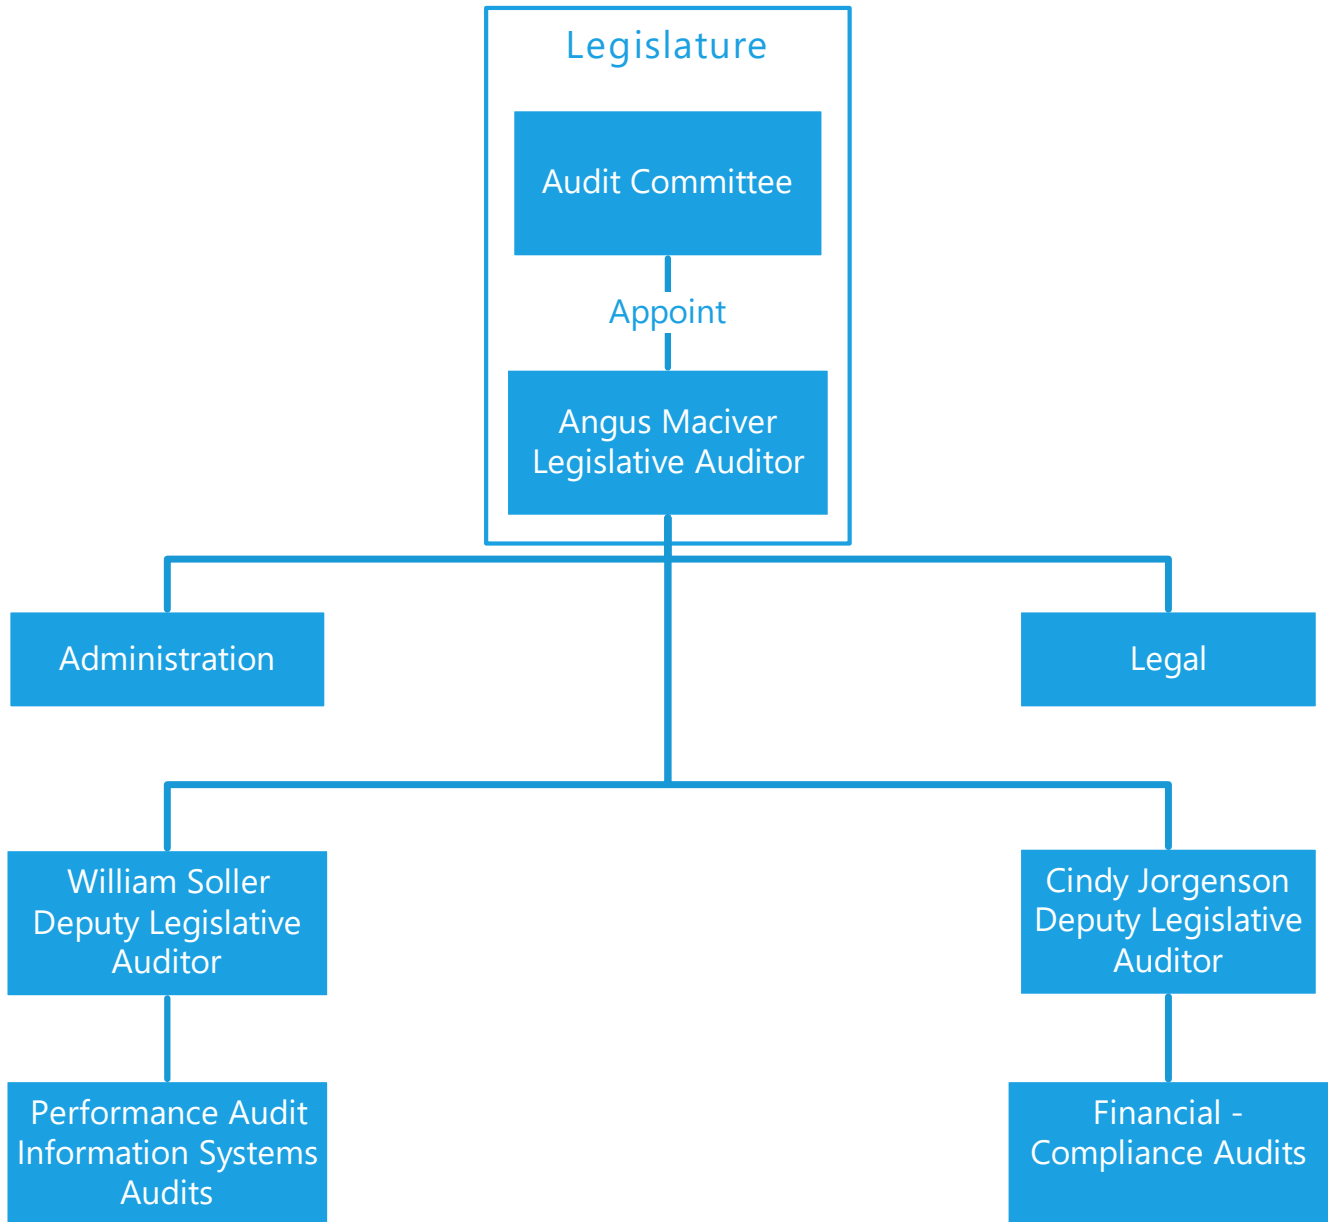 Legislature
Audit Committee
Appoint
Angus Maciver
Legislative Auditor
Administration
Legal
William Soller
Deputy Legislative
Auditor
Cindy Jorgenson
Deputy Legislative
Auditor
Performance Audit
Information Systems
Audits
Financial -
Compliance Audits